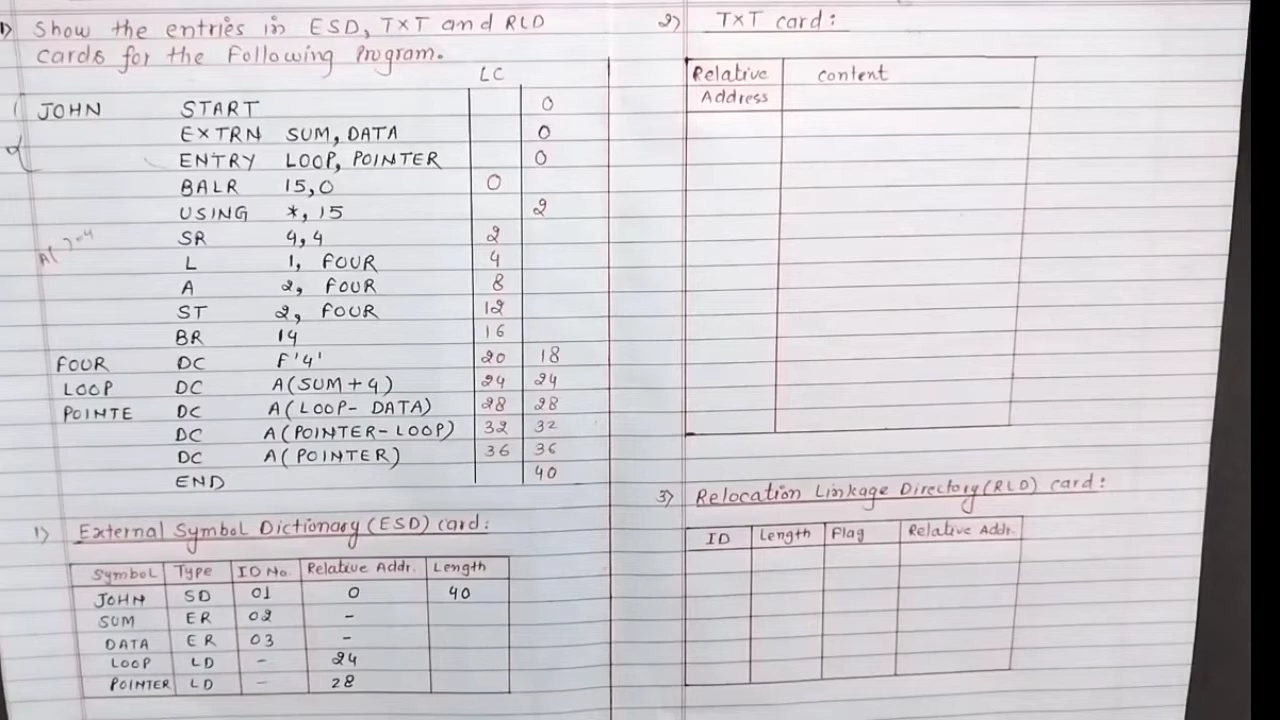 1) Show the entries in ESD, TXT and RLD
cards for the following Program.
LC
JOHN START 0
EXTRN SUM, DATA 0
ENTRY LOOP, POINTER 0
BALR 15,0 0
USING *, 15 2
SR 4,4 2
L 1, FOUR 4
A 2, FOUR 8
ST 2, FOUR 12
BR 14 16
FOUR DC F'4' 20 18
LOOP DC A(SUM+4) 24 24
POINTE DC A(LOOP-DATA) 28 28
DC A(POINTER-LOOP) 32 32
DC A(POINTER) 36 36
END 40
1) External Symbol Dictionary (ESD) card:
Symbol Type ID No. Relative Addr. Length
JOHN SD 01 0 40
SUM ER 02 -
DATA ER 03 -
LOOP LD - 24
POINTER LD - 28
2) TXT card:
Relative Address content
3) Relocation Linkage Directory (RLD) card:
ID Length Flag Relative Addr.